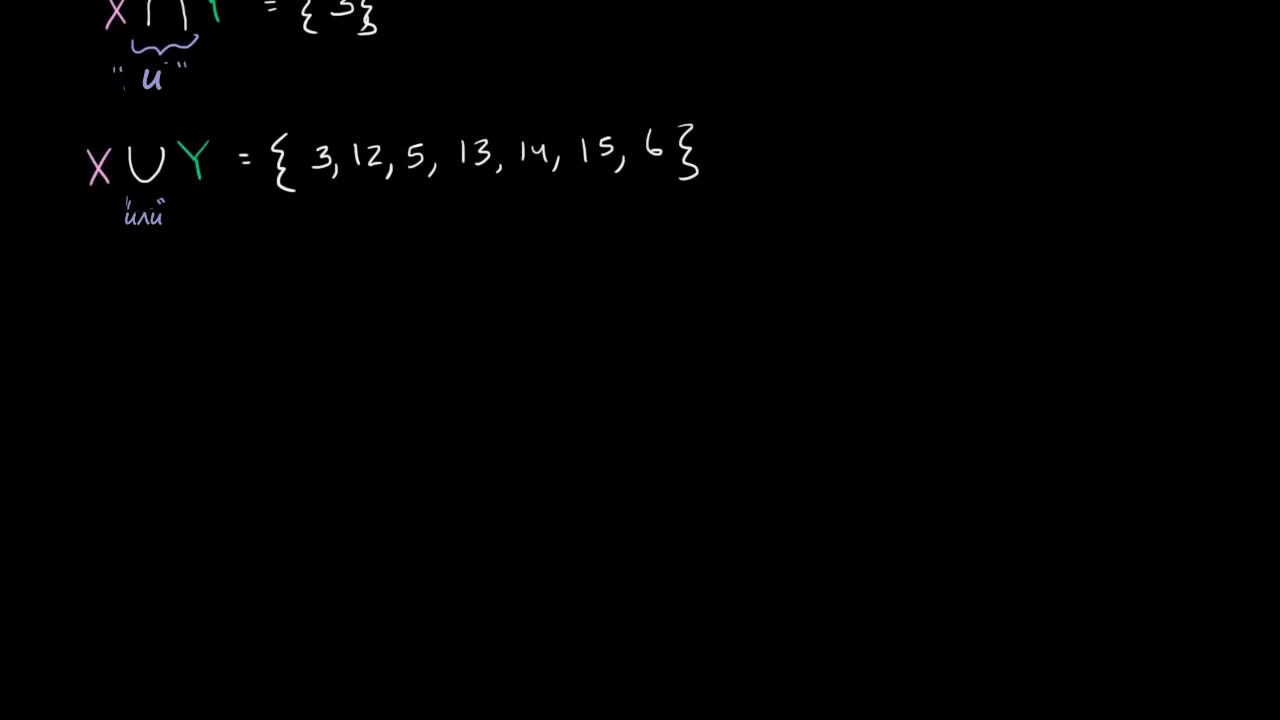 X ∩ Y = {3}
"и"
X ∪ Y = { 3, 12, 5, 13, 14, 15, 6 }
"или"